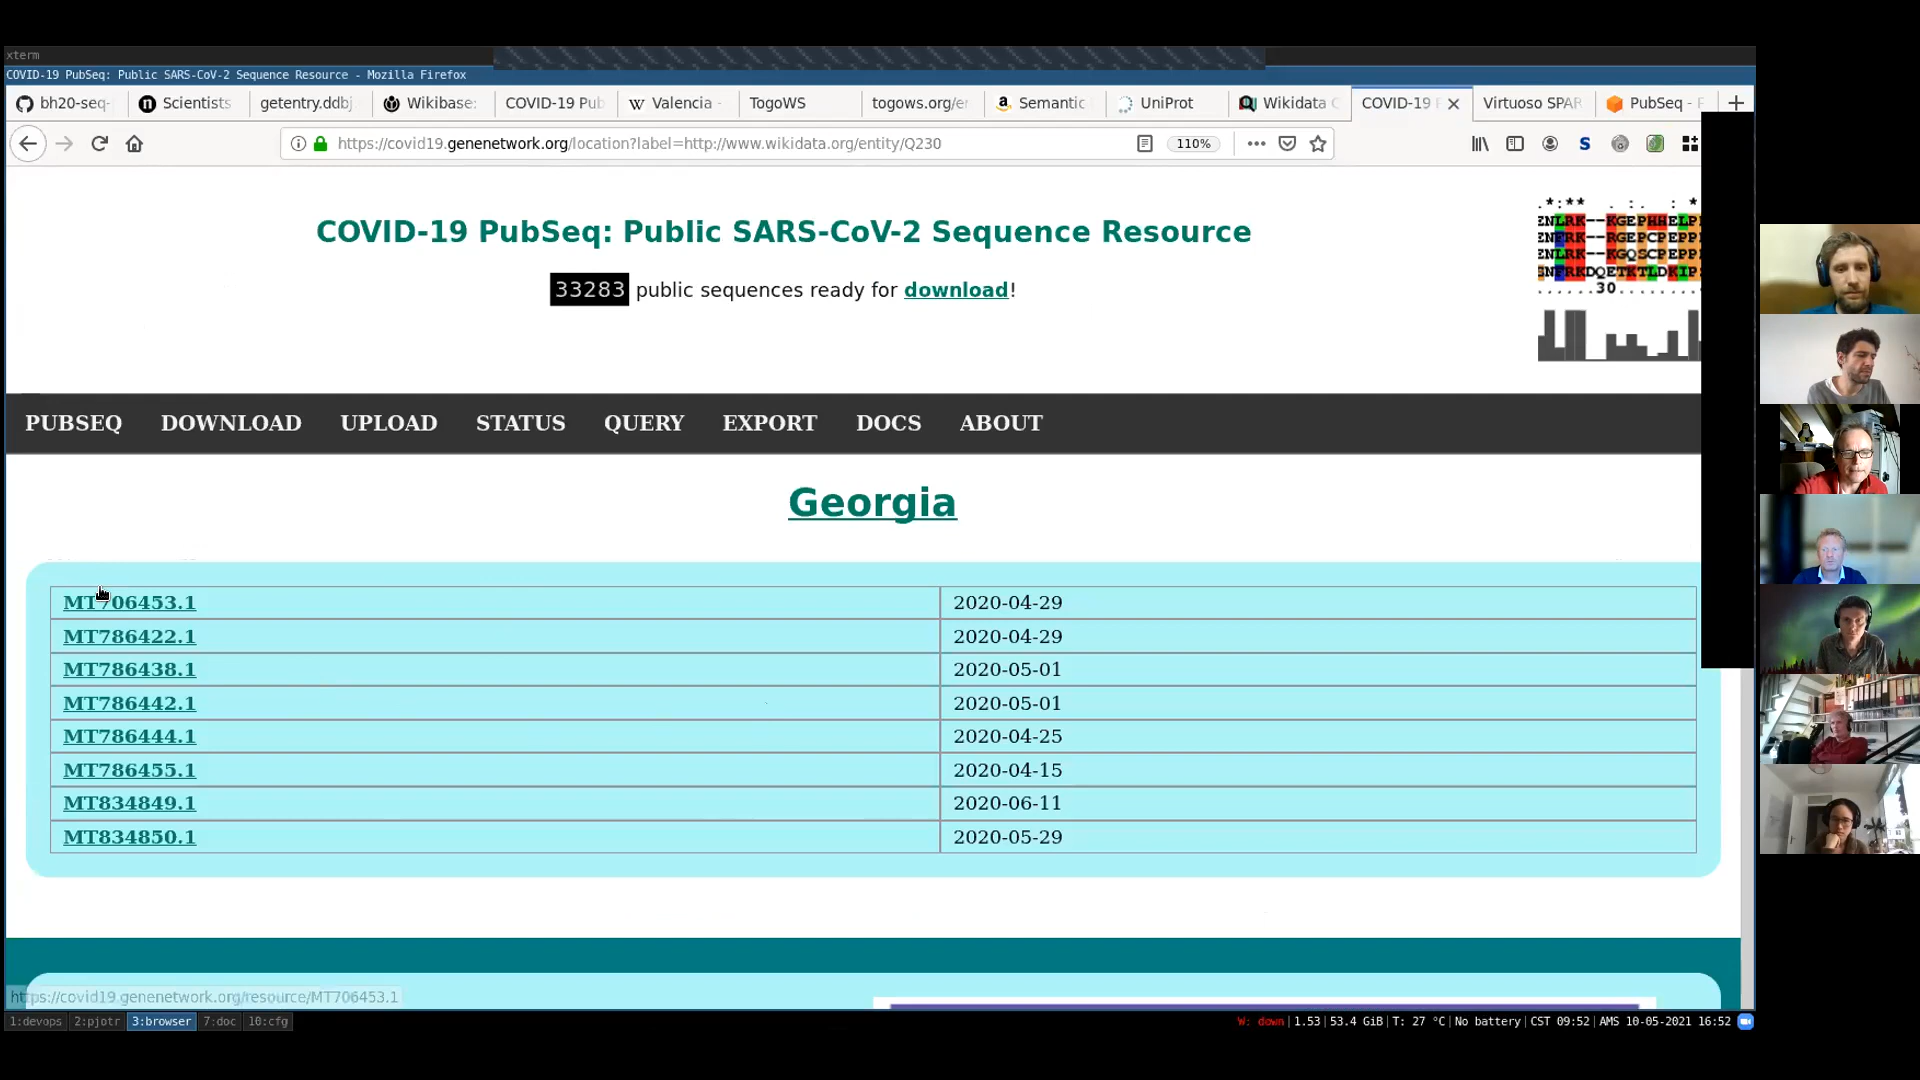 xterm
COVID-19 PubSeq: Public SARS-CoV-2 Sequence Resource - Mozilla Firefox
bh20-seq- Scientists getentry.ddbj Wikibase: COVID-19 Pub Valencia - TogoWS togows.org/en Semantic UniProt Wikidata COVID-19 Virtuoso SPAR PubSeq -
https://covid19.genenetwork.org/location?label=http://www.wikidata.org/entity/Q230 110%
COVID-19 PubSeq: Public SARS-CoV-2 Sequence Resource
33283 public sequences ready for download!
30
PUBSEQ DOWNLOAD UPLOAD STATUS QUERY EXPORT DOCS ABOUT
Georgia
MT706453.1 2020-04-29
MT786422.1 2020-04-29
MT786438.1 2020-05-01
MT786442.1 2020-05-01
MT786444.1 2020-04-25
MT786455.1 2020-04-15
MT834849.1 2020-06-11
MT834850.1 2020-05-29
https://covid19.genenetwork.org/resource/MT706453.1
1:devops 2:pjotr 3:browser 7:doc 10:cfg W: down | 1.53 | 53.4 GiB | T: 27 °C | No battery | CST 09:52 | AMS 10-05-2021 16:52